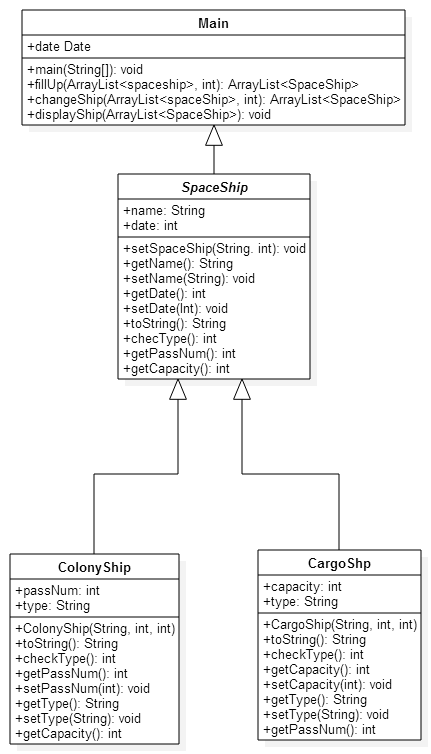 Main
+date Date
+main(String[]): void
+fillUp(ArrayList<spaceship>, int): ArrayList<SpaceShip>
+changeShip(ArrayList<spaceShip>, int): ArrayList<SpaceShip>
+displayShip(ArrayList<SpaceShip>): void
SpaceShip
+name: String
+date: int
+setSpaceShip(String. int): void
+getName(): String
+setName(String): void
+getDate(): int
+setDate(Int): void
+toString(): String
+checType(): int
+getPassNum(): int
+getCapacity(): int
ColonyShip
+passNum: int
+type: String
+ColonyShip(String, int, int)
+toString(): String
+checkType(): int
+getPassNum(): int
+setPassNum(int): void
+getType(): String
+setType(String): void
+getCapacity(): int
CargoShp
+capacity: int
+type: String
+CargoShip(String, int, int)
+toString(): String
+checkType(): int
+getCapacity(): int
+setCapacity(int): void
+getType(): String
+setType(String): void
+getPassNum(): int